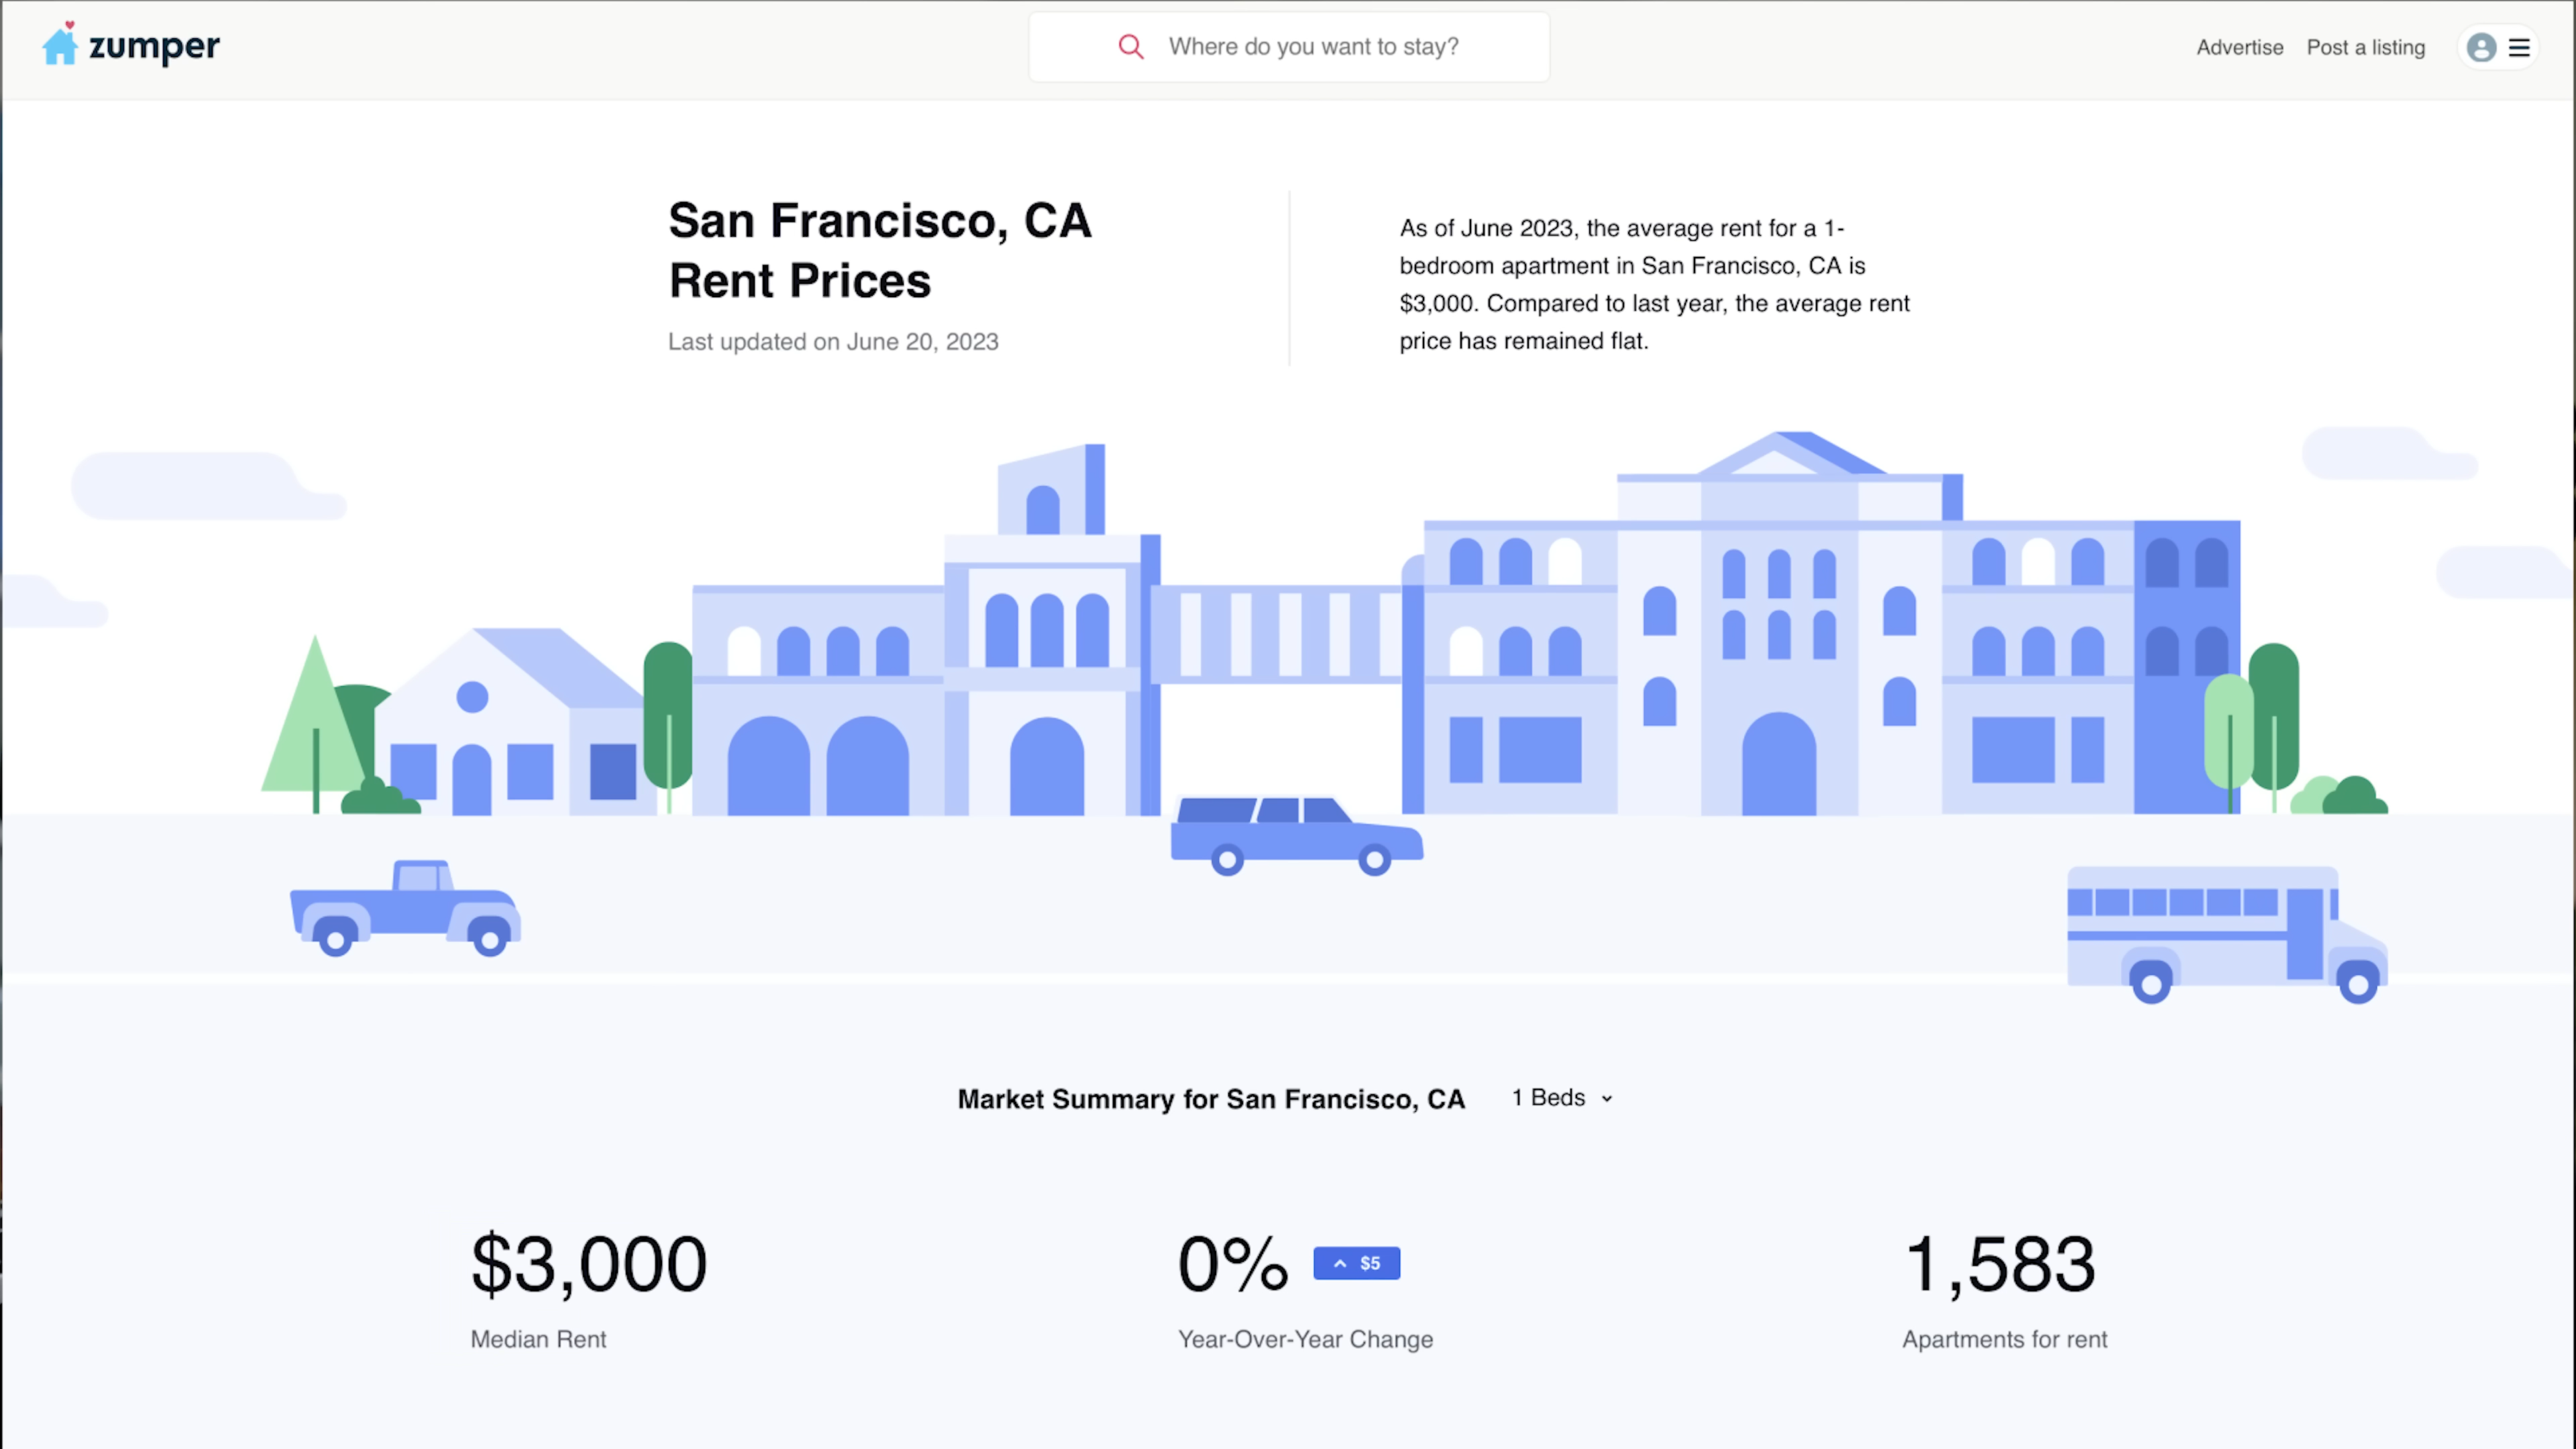 zumper
Where do you want to stay?
Advertise
Post a listing
San Francisco, CA
Rent Prices
Last updated on June 20, 2023
As of June 2023, the average rent for a 1-
bedroom apartment in San Francisco, CA is
$3,000. Compared to last year, the average rent
price has remained flat.
Market Summary for San Francisco, CA
1 Beds
$3,000
Median Rent
0%
$5
Year-Over-Year Change
1,583
Apartments for rent